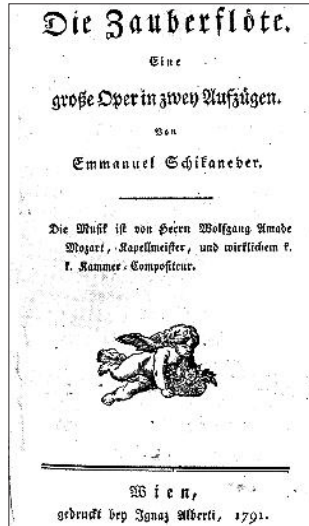 Die Zauberflöte.
Eine
große Oper in zwey Aufzügen.
Von
Emmanuel Schikaneder.
Die Musik ist von Herrn Wolfgang Amade
Mozart, Kapellmeister, und wirklichem k.
k. Kammer-Compositeur.
Wien,
gedruckt bey Ignaz Alberti, 1791.